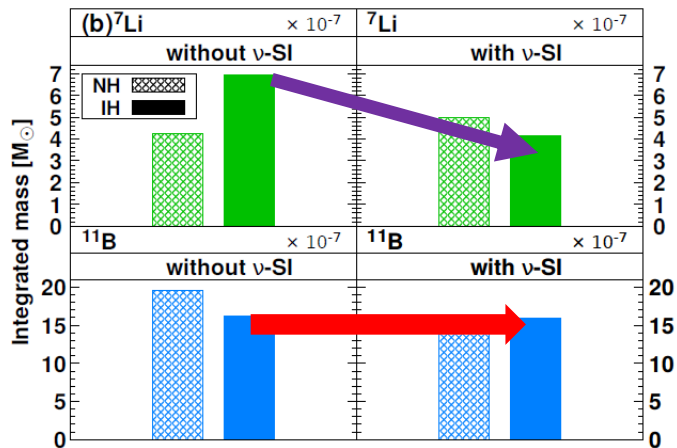 (b)⁷Li × 10⁻⁷ ⁷Li × 10⁻⁷
without ν-SI with ν-SI
7 7
6 6
5 5
4 4
3 3
2 2
1 1
0 0
NH
IH
Integrated mass [M☉]
¹¹B × 10⁻⁷ ¹¹B × 10⁻⁷
without ν-SI with ν-SI
20 20
15 15
10 10
5 5
0 0